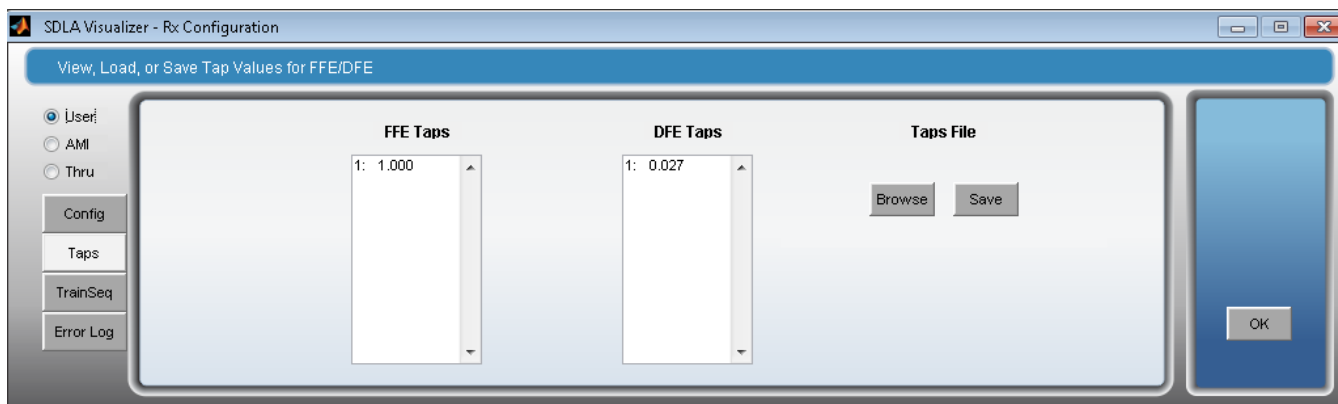 SDLA Visualizer - Rx Configuration
View, Load, or Save Tap Values for FFE/DFE
User
AMI
Thru
Config
Taps
TrainSeq
Error Log
FFE Taps
1: 1.000
DFE Taps
1: 0.027
Taps File
Browse Save
OK